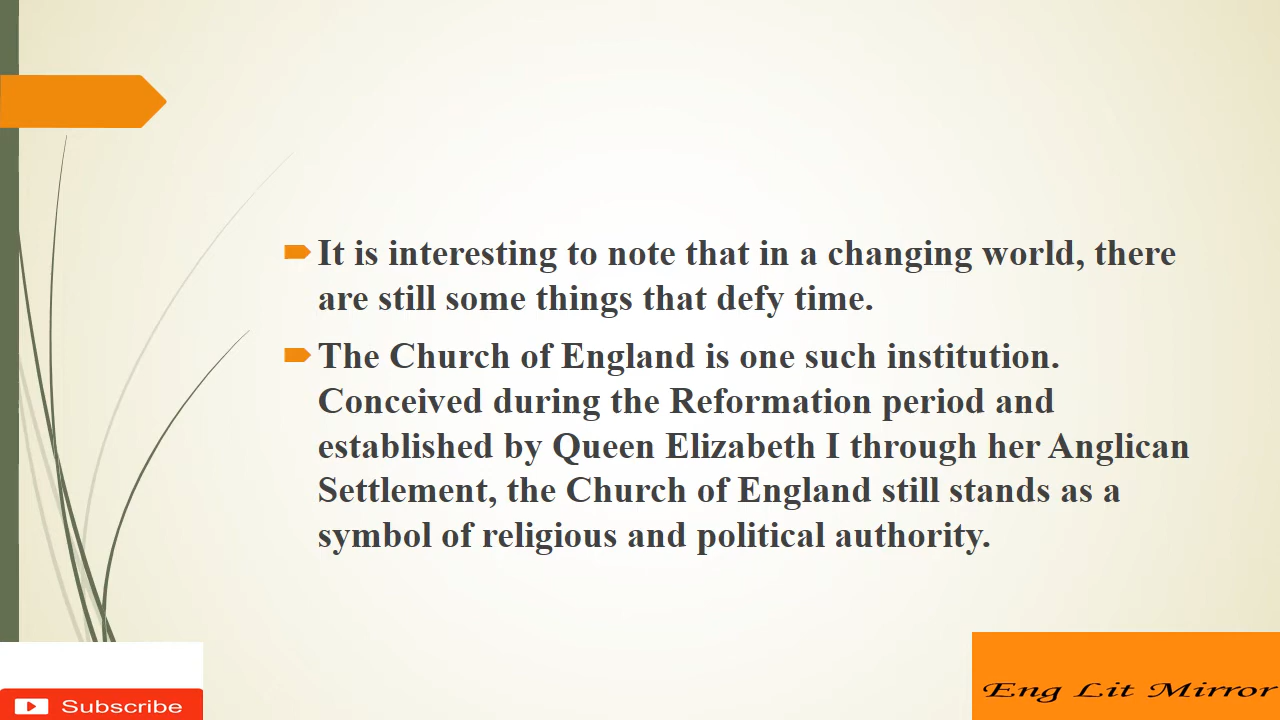 It is interesting to note that in a changing world, there
are still some things that defy time.
The Church of England is one such institution.
Conceived during the Reformation period and
established by Queen Elizabeth I through her Anglican
Settlement, the Church of England still stands as a
symbol of religious and political authority.
Subscribe
Eng Lit Mirror